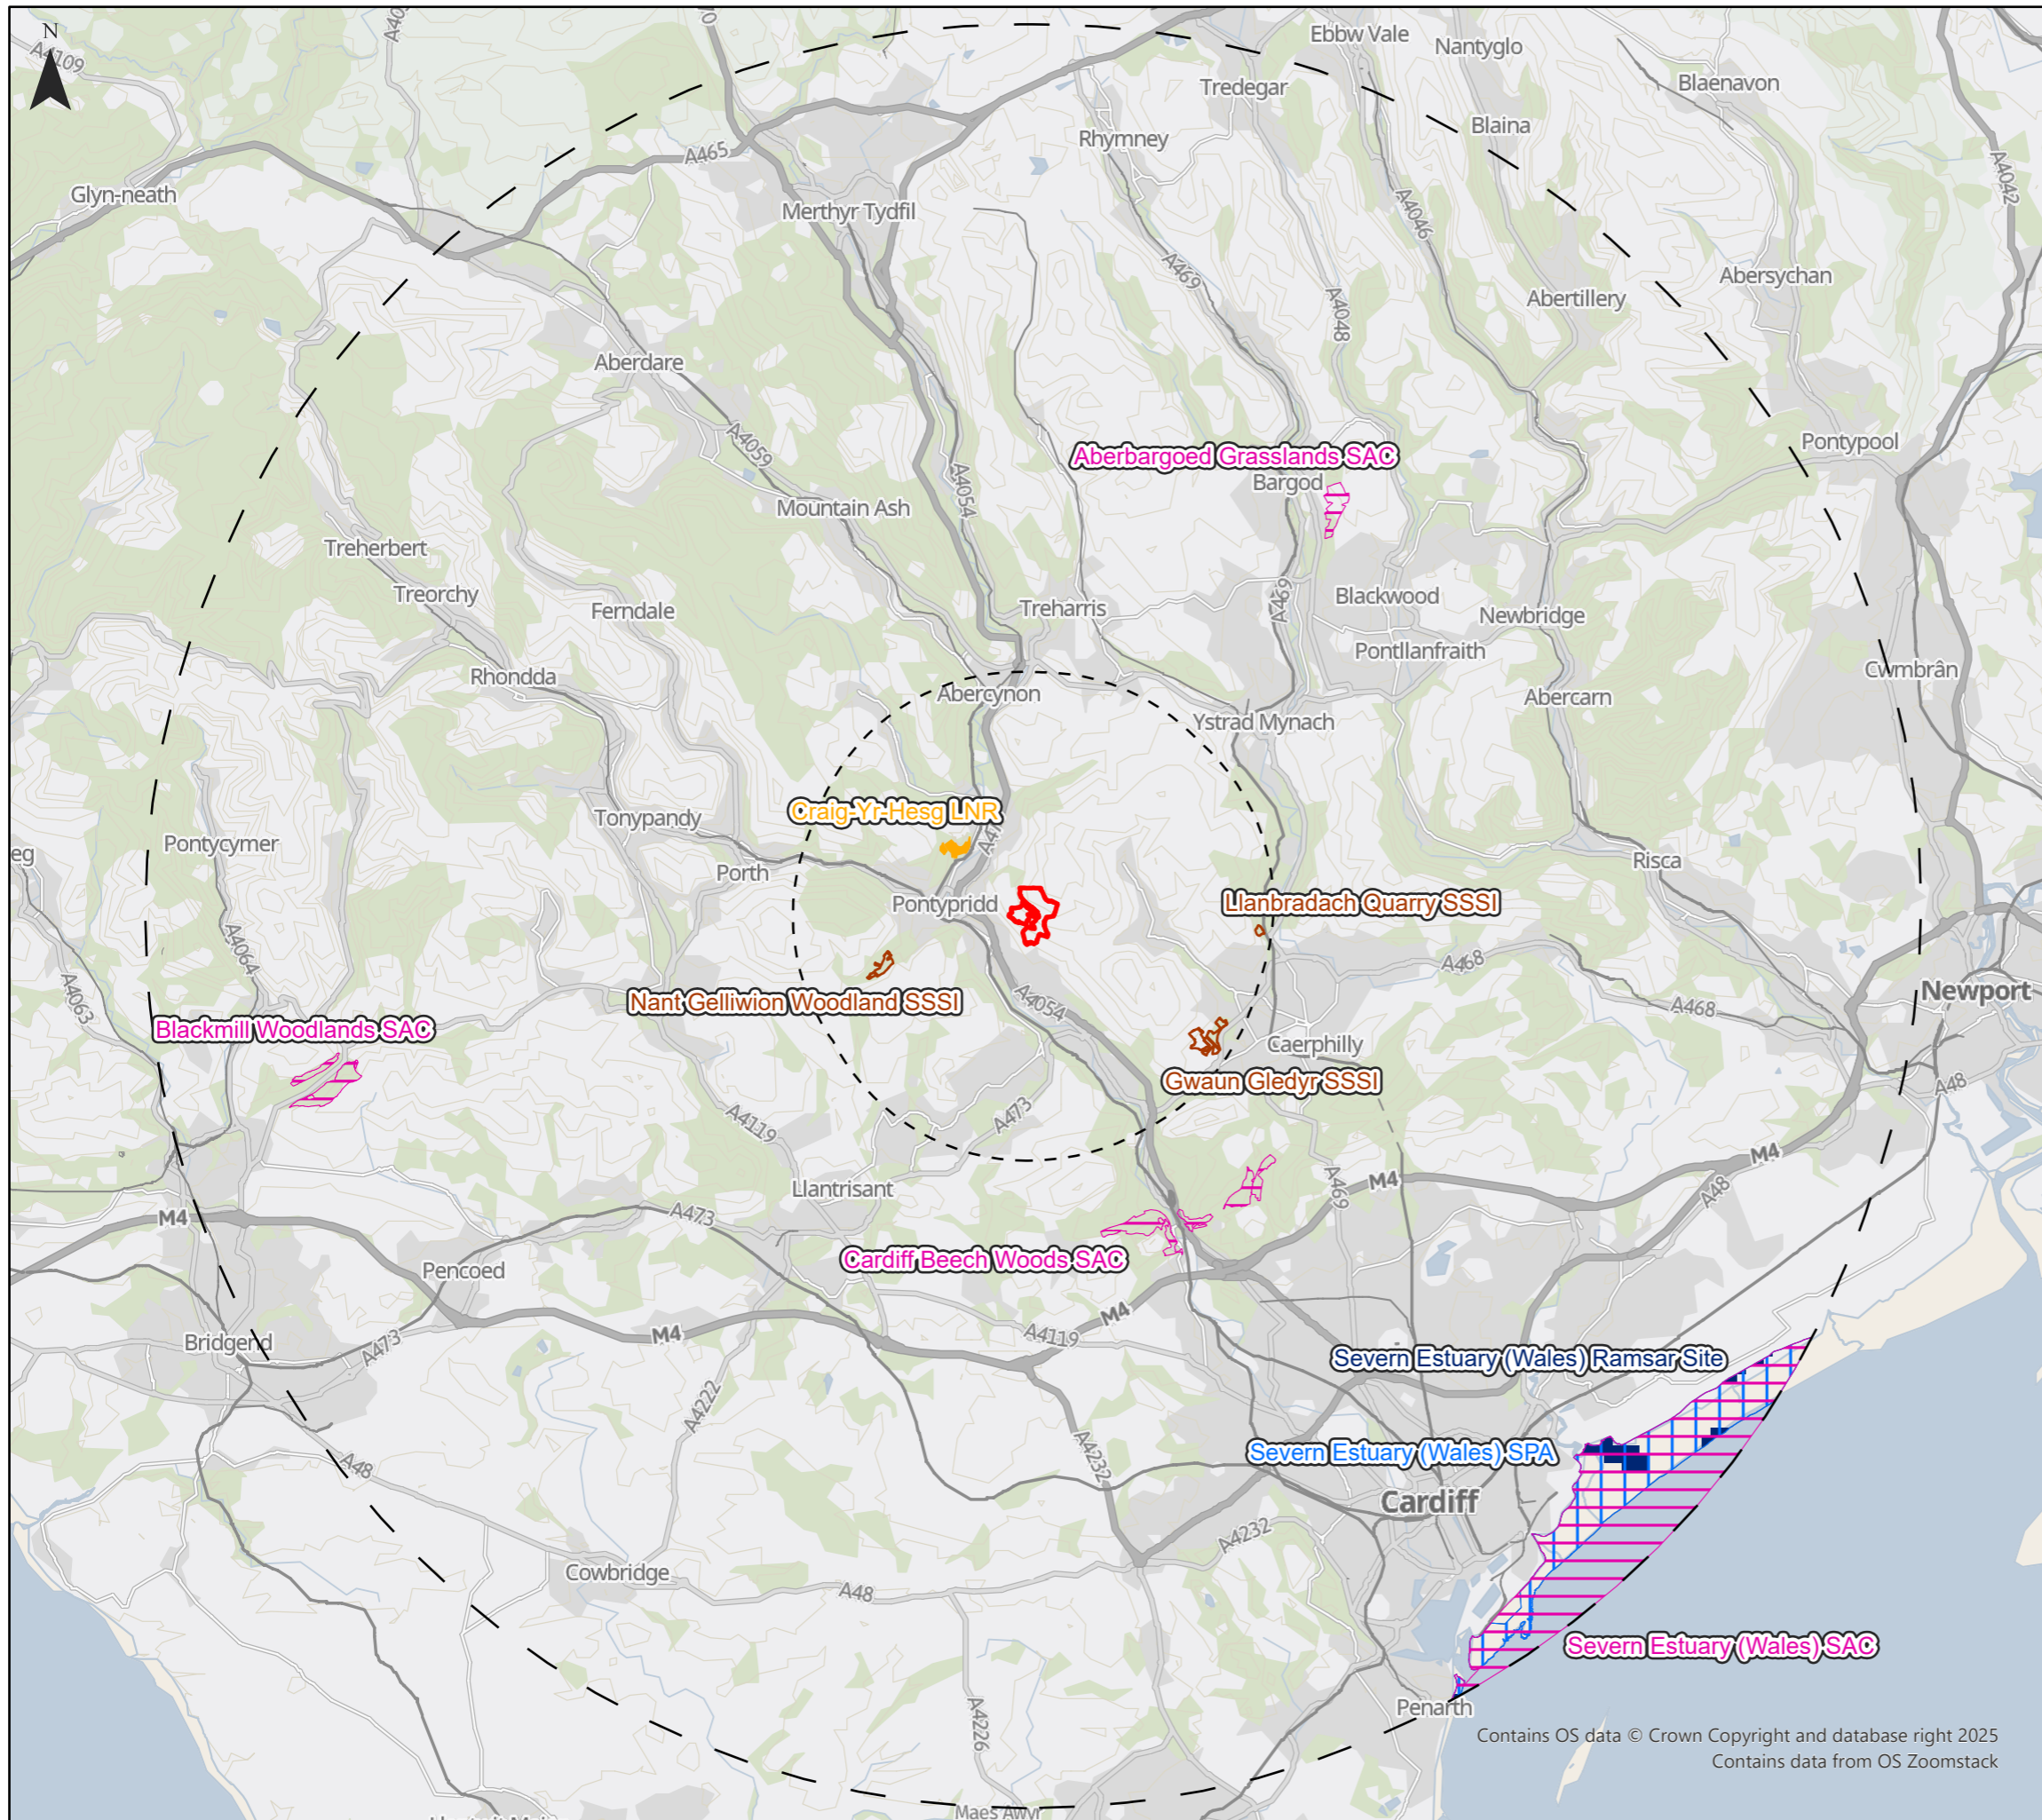 N
A4109
A465
Glyn-neath
Merthyr Tydfil
Rhymney
Tredegar
Ebbw Vale
Nantyglo
Blaenavon
Blaina
A4042
A4046
A469
A4048
Abertillery
Abersychan
Aberdare
A4059
A4054
Mountain Ash
Aberbargoed Grasslands SAC
Bargod
Pontypool
Treherbert
Treorchy
Ferndale
Treharris
A469
Blackwood
Newbridge
Pontllanfraith
Rhondda
Abercynon
Ystrad Mynach
Abercarn
Cwmbrân
Craig-Yr-Hesg LNR
Tonypandy
Pontycymer
Porth
Pontypridd
Risca
Llanbradach Quarry SSSI
A4064
A4063
A468
A468
Newport
Nant Gelliwion Woodland SSSI
A4054
Blackmill Woodlands SAC
Caerphilly
Gwaun Gledyr SSSI
A48
A4119
A473
M4
M4
A469
A48
Llantrisant
M4
A473
Cardiff Beech Woods SAC
Pencoed
M4
M4
A4119
Bridgend
A473
Severn Estuary (Wales) Ramsar Site
A4222
A4232
Severn Estuary (Wales) SPA
A48
Cardiff
A4232
Cowbridge
A48
Severn Estuary (Wales) SAC
A4226
Penarth
Contains OS data © Crown Copyright and database right 2025
Contains data from OS Zoomstack
Maes Awyr